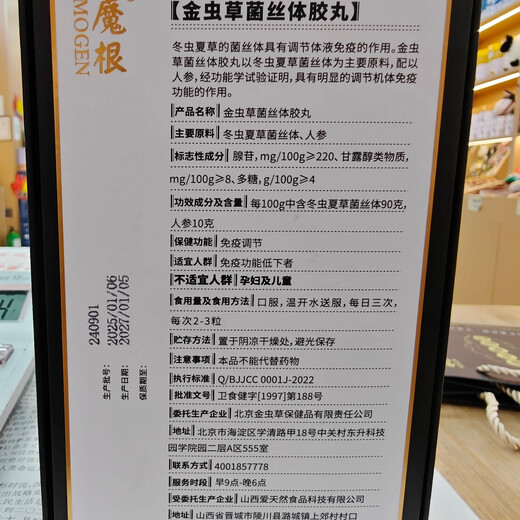 魔根
MOGEN
【金虫草菌丝体胶丸】
冬虫夏草的菌丝体具有调节体液免疫的作用。金虫
草菌丝体胶丸以冬虫夏草菌丝体为主要原料，配以
人参，经功能学试验证明，具有明显的调节机体免疫
功能的作用。
产品名称 金虫草菌丝体胶丸
主要原料 冬虫夏草菌丝体、人参
标志性成分 腺苷，mg/100g≥220、甘露醇类物质，
mg/100g≥8、多糖，g/100g≥4
功效成分及含量 每100g中含冬虫夏草菌丝体90克，
人参10克
保健功能 免疫调节
适宜人群 免疫功能低下者
不适宜人群 孕妇及儿童
食用量及食用方法 口服，温开水送服，每日三次，
每次2-3粒
贮存方法 置于阴凉干燥处，避光保存
注意事项 本品不能代替药物
执行标准 Q/BJJCC 0001J-2022
批准文号 卫食健字[1997]第188号
委托生产企业 北京金虫草保健品有限责任公司
地址 北京市海淀区学清路甲18号中关村东升科技
园学院园二层A区555室
联系方式 4001857778
服务时段 早9点-晚6点
受委托生产企业 山西爱天然食品科技有限公司
地址 山西省晋城市陵川县潞城镇上郊村村口
生产批号： 240901
生产日期： 2025/01/06
保质期至： 2027/01/05